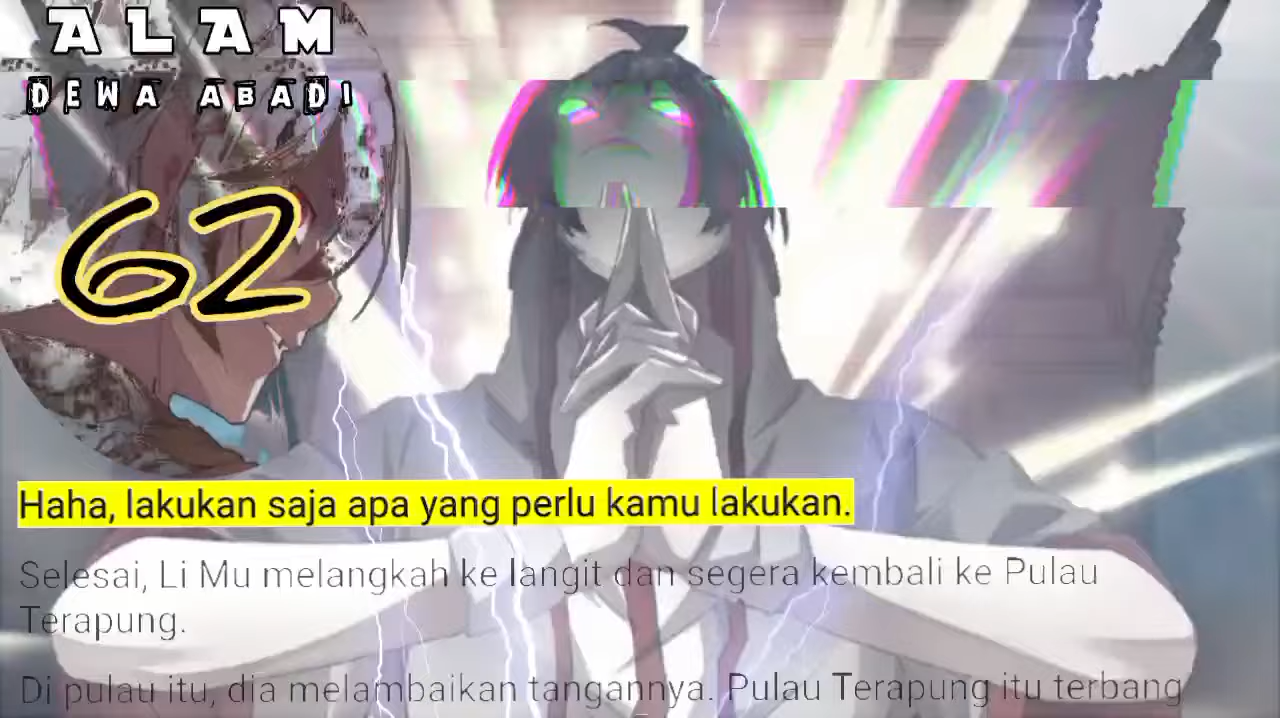 ALAM
DEWA ABADI
62
Haha, lakukan saja apa yang perlu kamu lakukan.
Selesai, Li Mu melangkah ke langit dan segera kembali ke Pulau
Terapung.
Di pulau itu, dia melambaikan tangannya. Pulau Terapung itu terbang